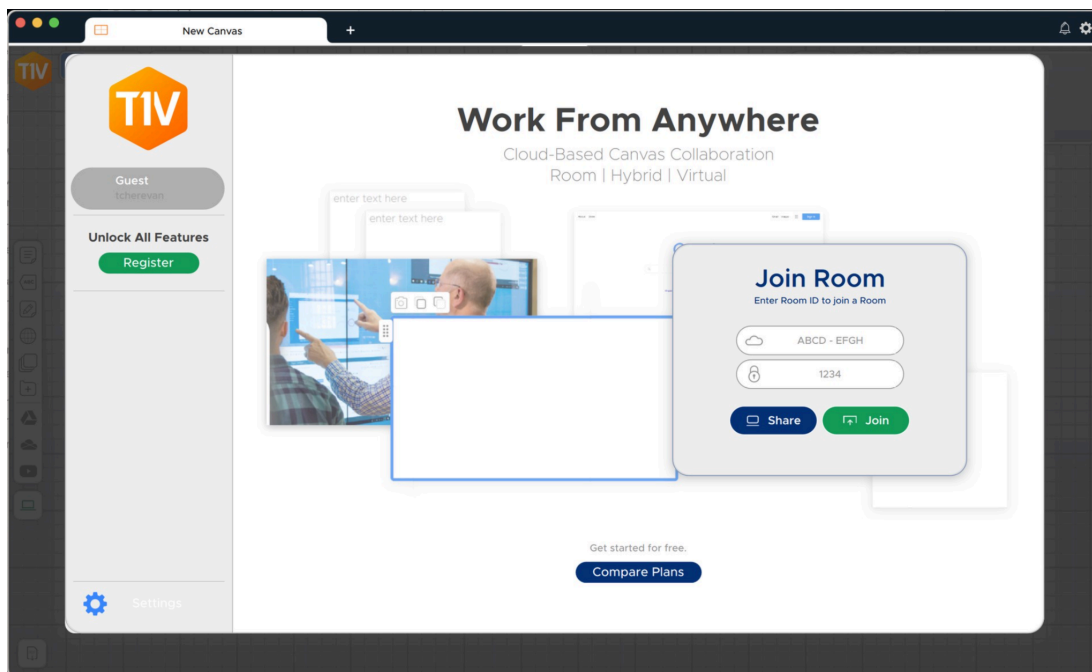 New Canvas
+
T1V
T1V
Guest
tcherevan
Unlock All Features
Register
Settings
Work From Anywhere
Cloud-Based Canvas Collaboration
Room | Hybrid | Virtual
enter text here
enter text here
Join Room
Enter Room ID to join a Room
ABCD - EFGH
1234
Share
Join
Get started for free.
Compare Plans